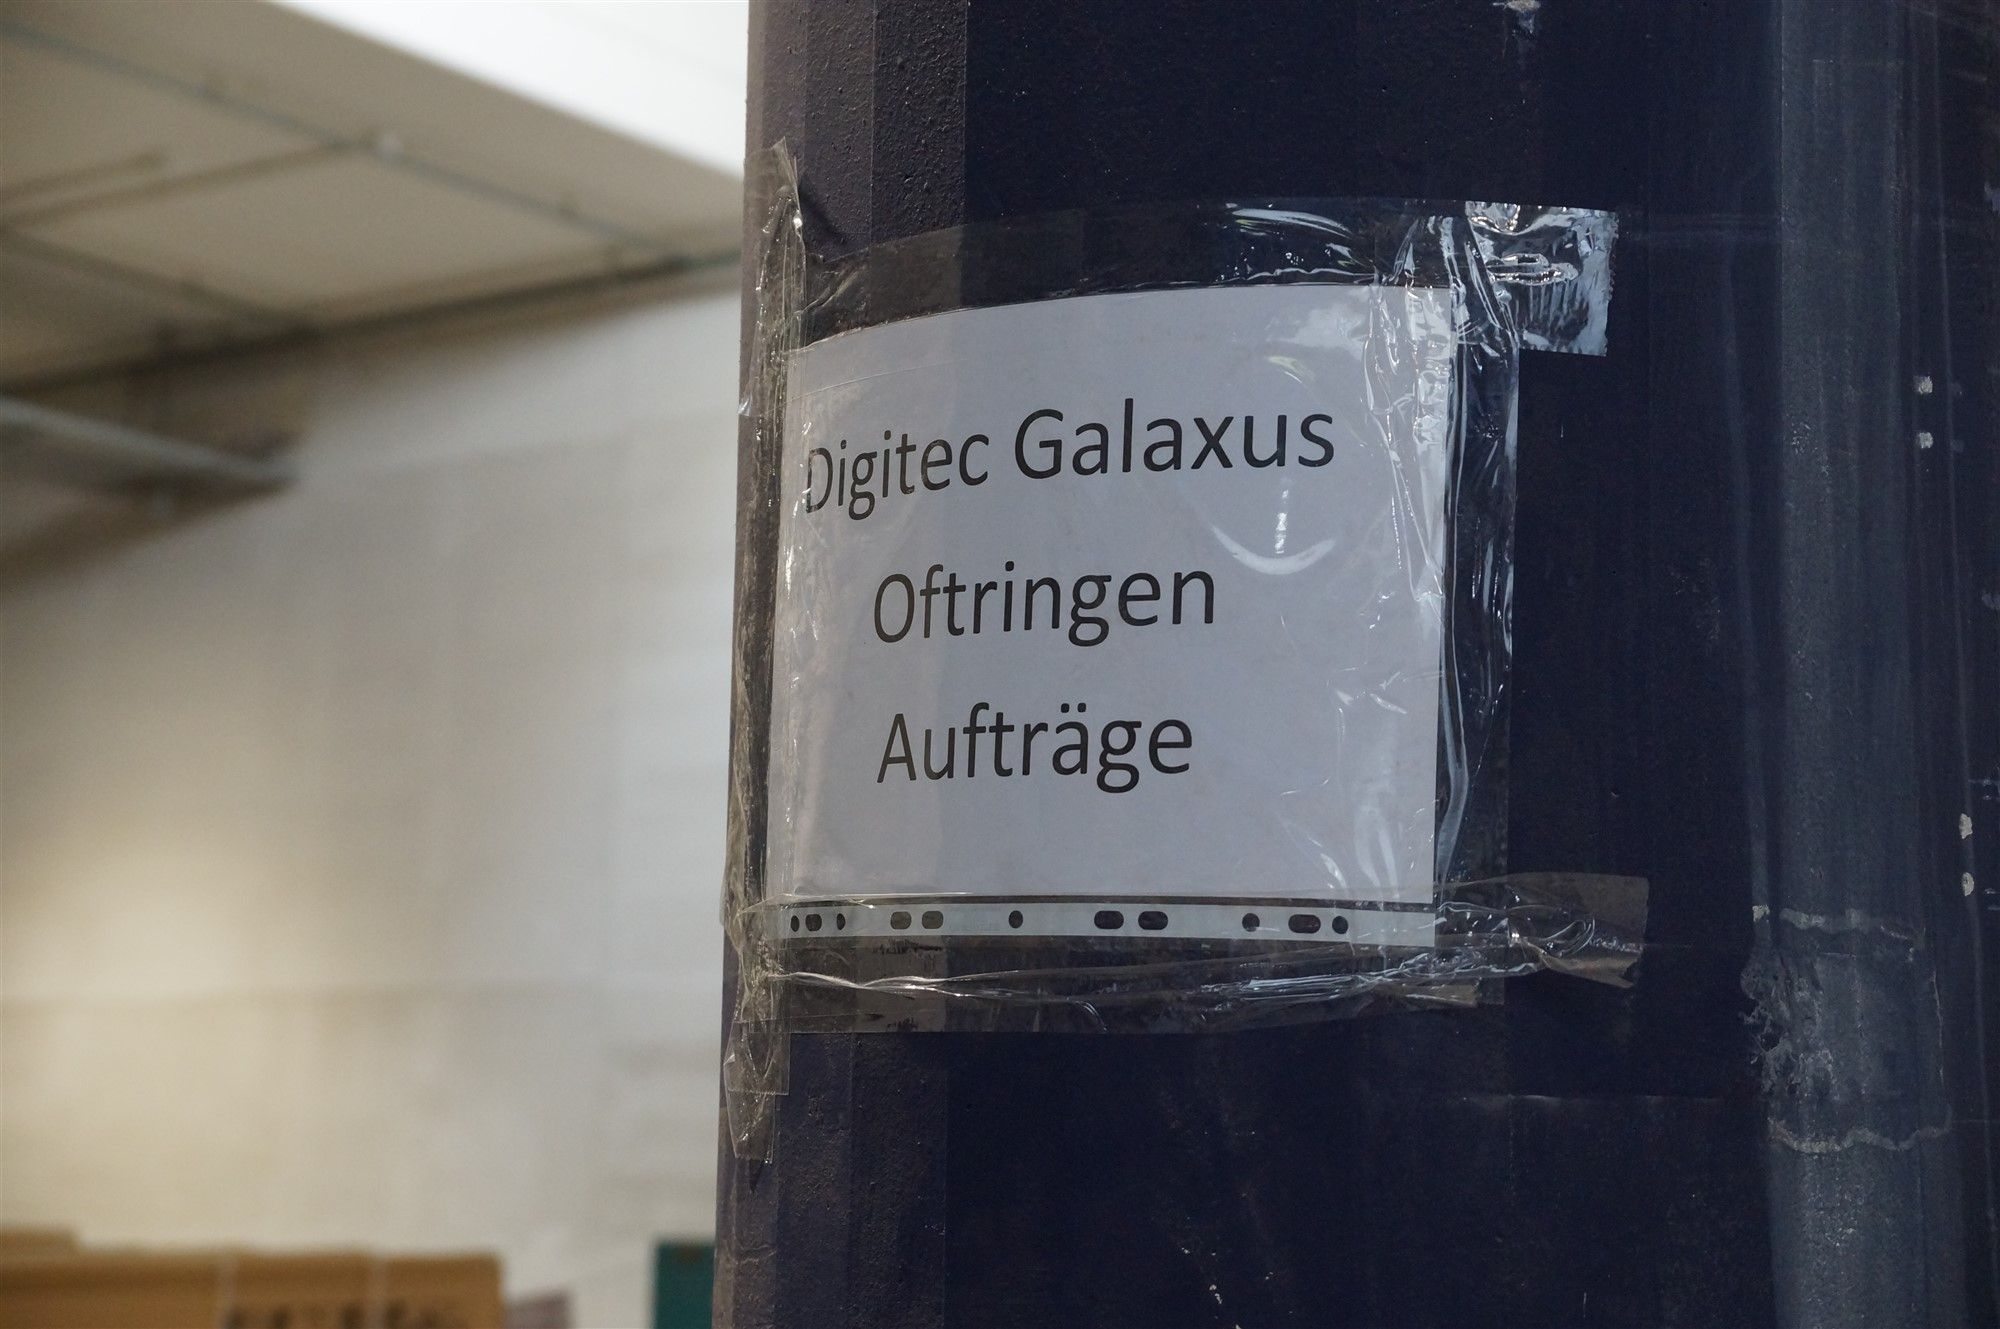 Digitec Galaxus
Oftringen
Aufträge